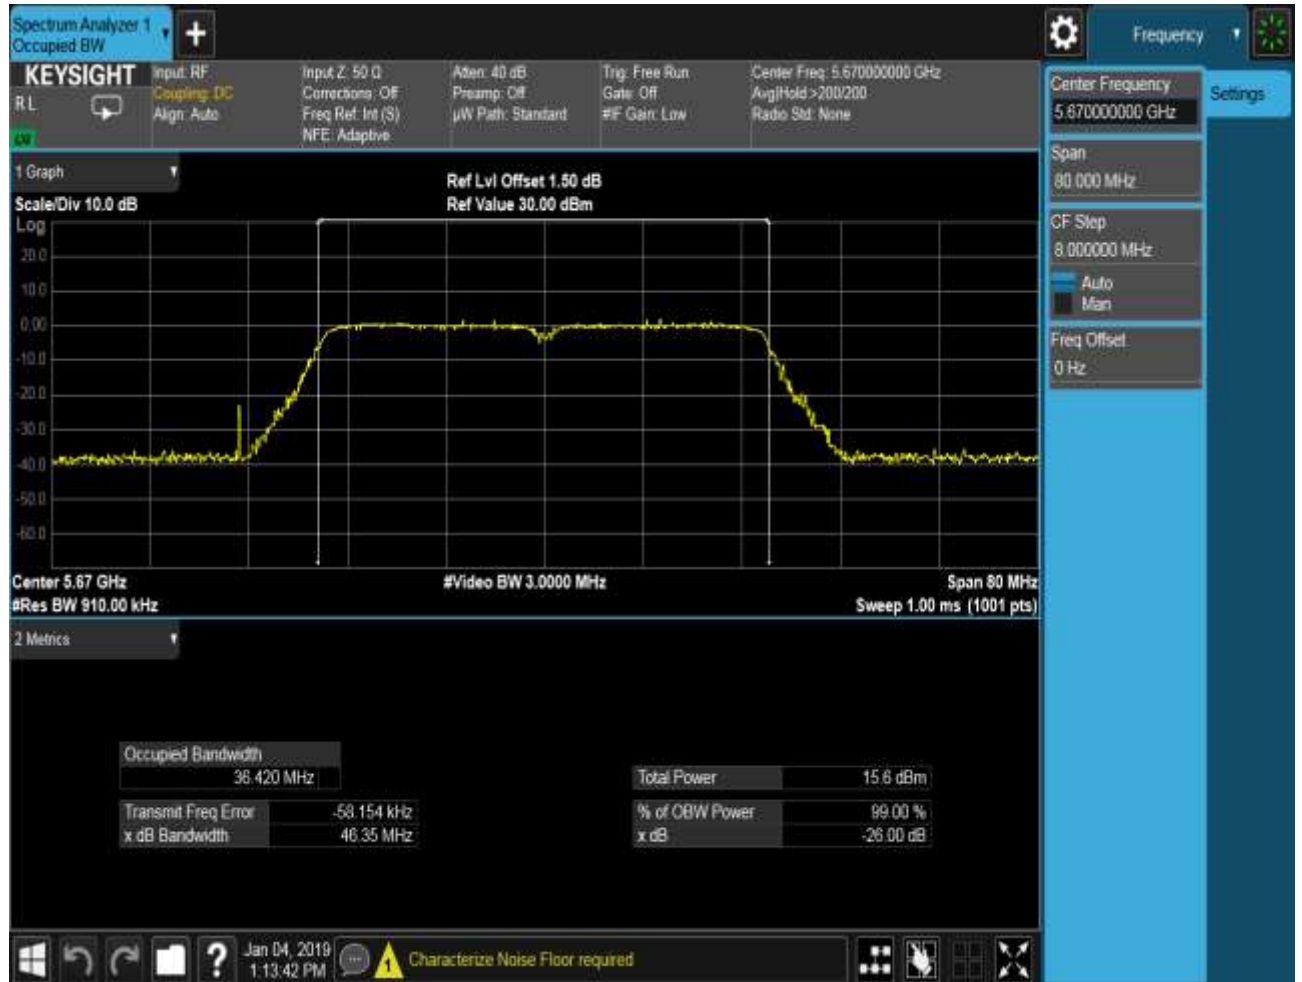 Spectrum Analyzer 1
Occupied BW
Frequency
KEYSIGHT
RL
Input: RF
Coupling: DC
Align: Auto
Input Z: 50 Ω
Corrections: Off
Freq Ref: Int (S)
NFE: Adaptive
Atten: 40 dB
Preamp: Off
µW Path: Standard
Trig: Free Run
Gate: Off
#IF Gain: Low
Center Freq: 5.670000000 GHz
Avg|Hold:>200/200
Radio Std: None
Center Frequency
5.670000000 GHz
Settings
Span
80.000 MHz
CF Step
8.000000 MHz
Auto
Man
Freq Offset
0 Hz
1 Graph
Scale/Div 10.0 dB
Ref Lvl Offset 1.50 dB
Ref Value 30.00 dBm
Log
20.0
10.0
0.00
-10.0
-20.0
-30.0
-40.0
-50.0
-60.0
Center 5.67 GHz
#Video BW 3.0000 MHz
Span 80 MHz
#Res BW 910.00 kHz
Sweep 1.00 ms (1001 pts)
2 Metrics
Occupied Bandwidth
36.420 MHz
Total Power 15.6 dBm
Transmit Freq Error -58.154 kHz
% of OBW Power 99.00 %
x dB Bandwidth 46.35 MHz
x dB -26.00 dB
?
Jan 04, 2019
1:13:42 PM
1
Characterize Noise Floor required